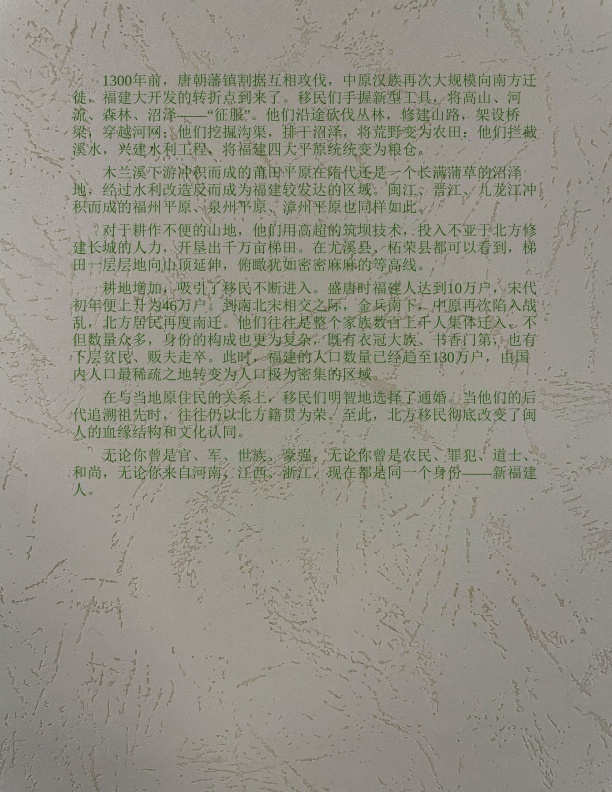 1300年前，唐朝藩镇割据互相攻伐，中原汉族再次大规模向南方迁
徙，福建大开发的转折点到来了。移民们手握新型工具，将高山、河
流、森林、沼泽——“征服”。他们沿途砍伐丛林，修建山路，架设桥
梁，穿越河网；他们挖掘沟渠，排干沼泽，将荒野变为农田；他们拦截
溪水，兴建水利工程，将福建四大平原统统变为粮仓。
木兰溪下游冲积而成的莆田平原在隋代还是一个长满蒲草的沼泽
地，经过水利改造反而成为福建较发达的区域。闽江、晋江、九龙江冲
积而成的福州平原、泉州平原、漳州平原也同样如此。
对于耕作不便的山地，他们用高超的筑坝技术，投入不亚于北方修
建长城的人力，开垦出千万亩梯田。在尤溪县，柘荣县都可以看到，梯
田一层层地向山顶延伸，俯瞰犹如密密麻麻的等高线。
耕地增加，吸引了移民不断进入。盛唐时福建人达到10万户，宋代
初年便上升为46万户。到南北宋相交之际，金兵南下，中原再次陷入战
乱，北方居民再度南迁。他们往往是整个家族数百上千人集体迁入。不
但数量众多，身份的构成也更为复杂，既有衣冠大族、书香门第，也有
下层贫民、贩夫走卒。此时，福建的人口数量已经趋至130万户，由国
内人口最稀疏之地转变为人口极为密集的区域。
在与当地原住民的关系上，移民们明智地选择了通婚。当他们的后
代追溯祖先时，往往仍以北方籍贯为荣。至此，北方移民彻底改变了闽
人的血缘结构和文化认同。
无论你曾是官、军、世族、豪强，无论你曾是农民、罪犯、道士、
和尚，无论你来自河南，江西、浙江，现在都是同一个身份——新福建
人。